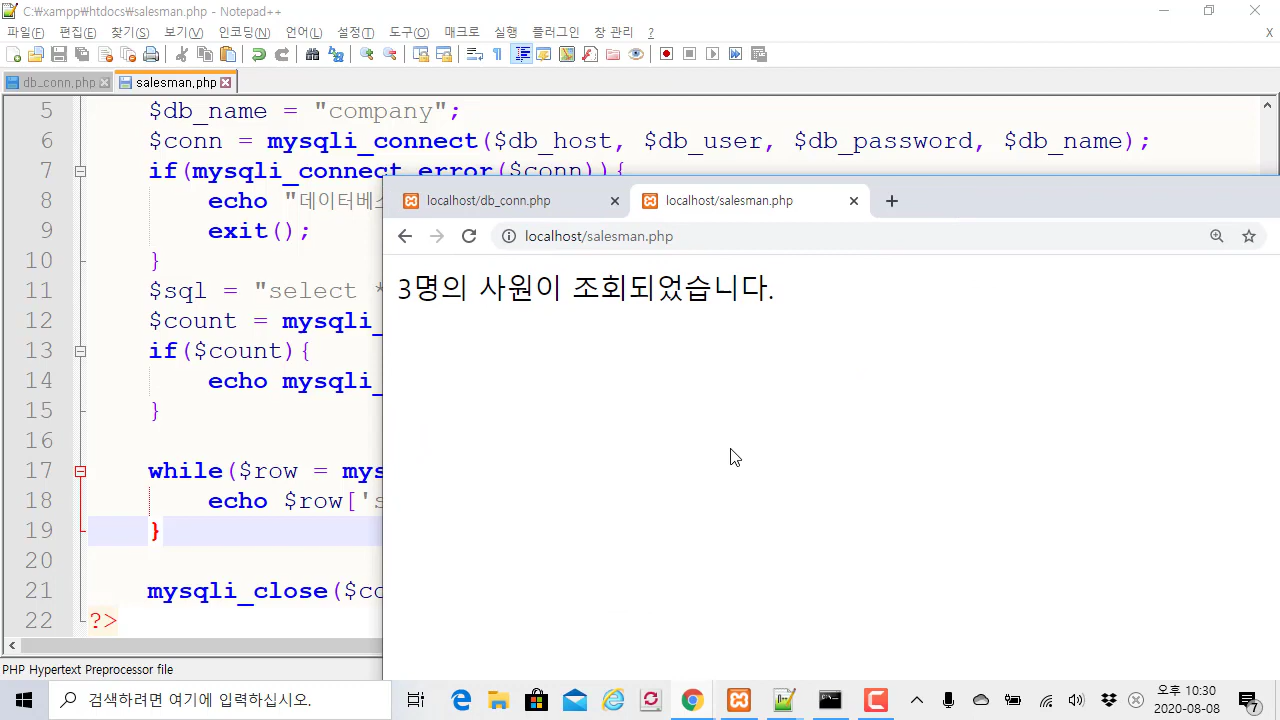 C:₩xampp₩htdocs₩salesman.php - Notepad++
파일(F) 편집(E) 찾기(S) 보기(V) 인코딩(N) 언어(L) 설정(T) 도구(O) 매크로 실행 플러그인 창 관리 ? X
db_conn.php salesman.php
5 $db_name = "company";
6 $conn = mysqli_connect($db_host, $db_user, $db_password, $db_name);
7 if(mysqli_connect_error($conn)){
8 echo "데이터베스
9 exit();
10 }
11 $sql = "select *
12 $count = mysqli_
13 if($count){
14 echo mysqli_
15 }
16
17 while($row = mys
18 echo $row['s
19 }
20
21 mysqli_close($co
22 ?>
PHP Hypertext Preprocessor file
localhost/db_conn.php localhost/salesman.php
localhost/salesman.php
3명의 사원이 조회되었습니다.
검색하려면 여기에 입력하십시오.
오후 10:30
2020-08-08
7